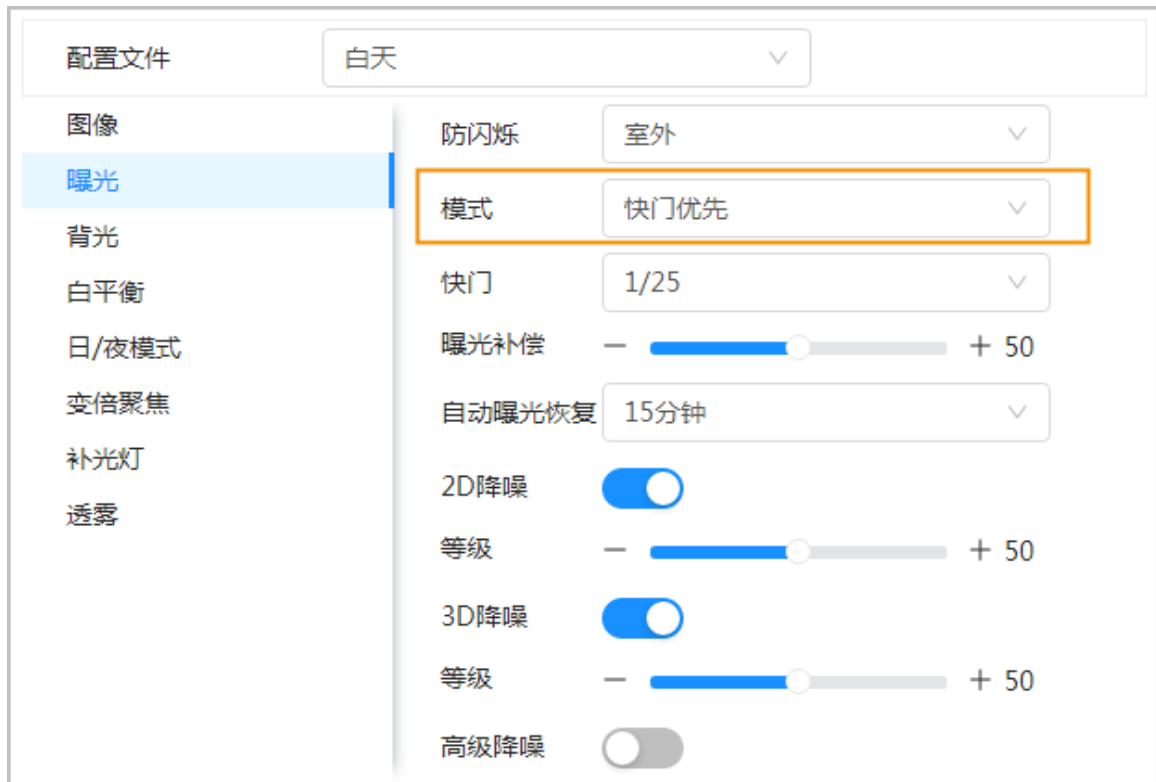 配置文件 白天
图像
曝光
背光
白平衡
日/夜模式
变倍聚焦
补光灯
透雾
防闪烁 室外
模式 快门优先
快门 1/25
曝光补偿 50
自动曝光恢复 15分钟
2D降噪
等级 50
3D降噪
等级 50
高级降噪